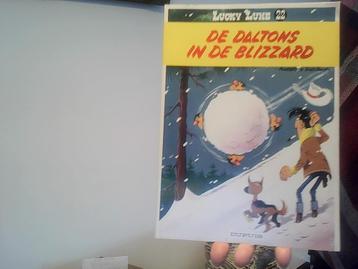 LUCKY LUKE 22
DE DALTONS
IN DE BLIZZARD